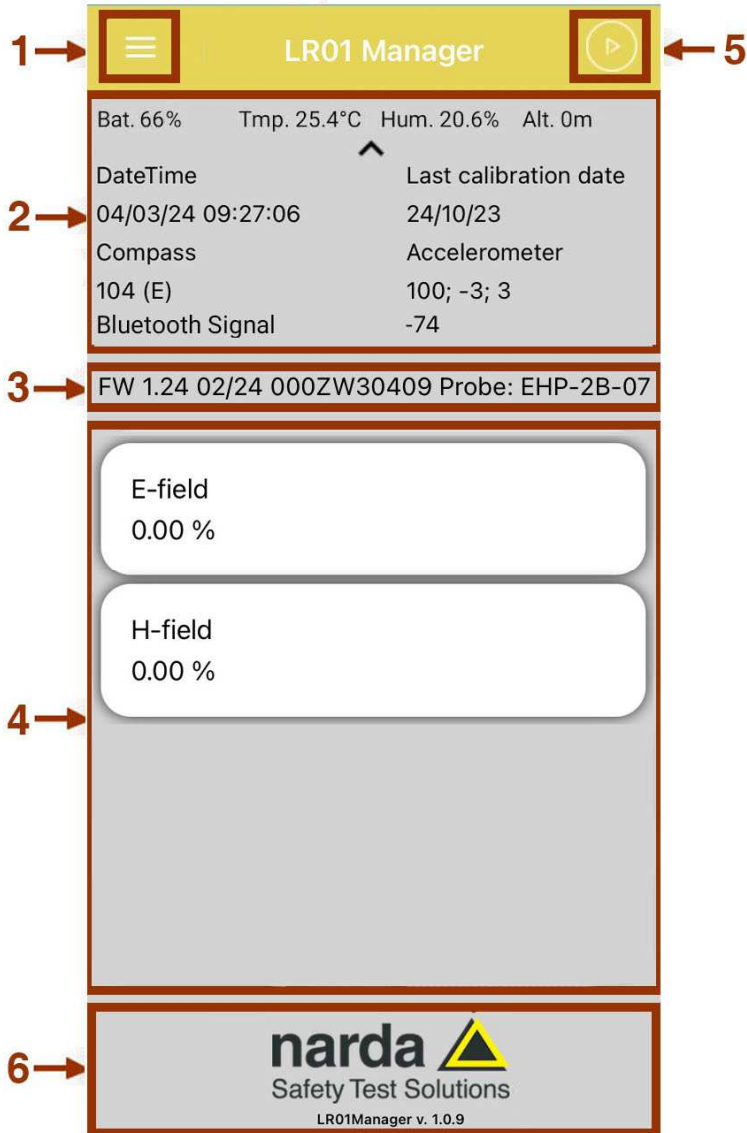 1
LR01 Manager
5
Bat. 66% Tmp. 25.4°C Hum. 20.6% Alt. 0m
DateTime Last calibration date
2
04/03/24 09:27:06 24/10/23
Compass Accelerometer
104 (E) 100; -3; 3
Bluetooth Signal -74
3
FW 1.24 02/24 000ZW30409 Probe: EHP-2B-07
E-field
0.00 %
H-field
0.00 %
4
narda
6
Safety Test Solutions
LR01Manager v. 1.0.9